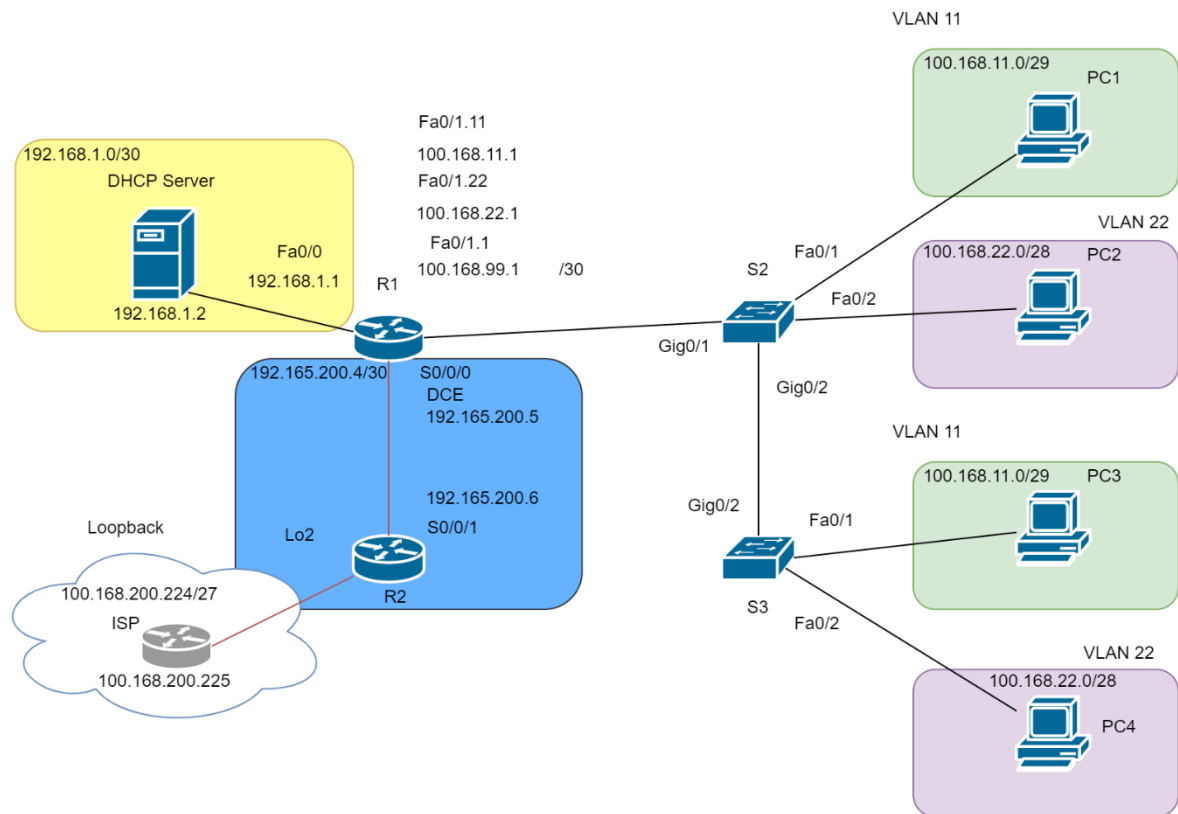 VLAN 11
100.168.11.0/29
PC1
Fa0/1.11
100.168.11.1
Fa0/1.22
100.168.22.1
Fa0/1.1
100.168.99.1 /30
192.168.1.0/30
DHCP Server
Fa0/0
192.168.1.1
192.168.1.2
R1
VLAN 22
100.168.22.0/28
PC2
S2
Fa0/1
Fa0/2
Gig0/1
Gig0/2
192.165.200.4/30
S0/0/0
DCE
192.165.200.5
VLAN 11
100.168.11.0/29
PC3
192.165.200.6
S0/0/1
Lo2
R2
Gig0/2
Fa0/1
S3
Fa0/2
Loopback
100.168.200.224/27
ISP
100.168.200.225
VLAN 22
100.168.22.0/28
PC4